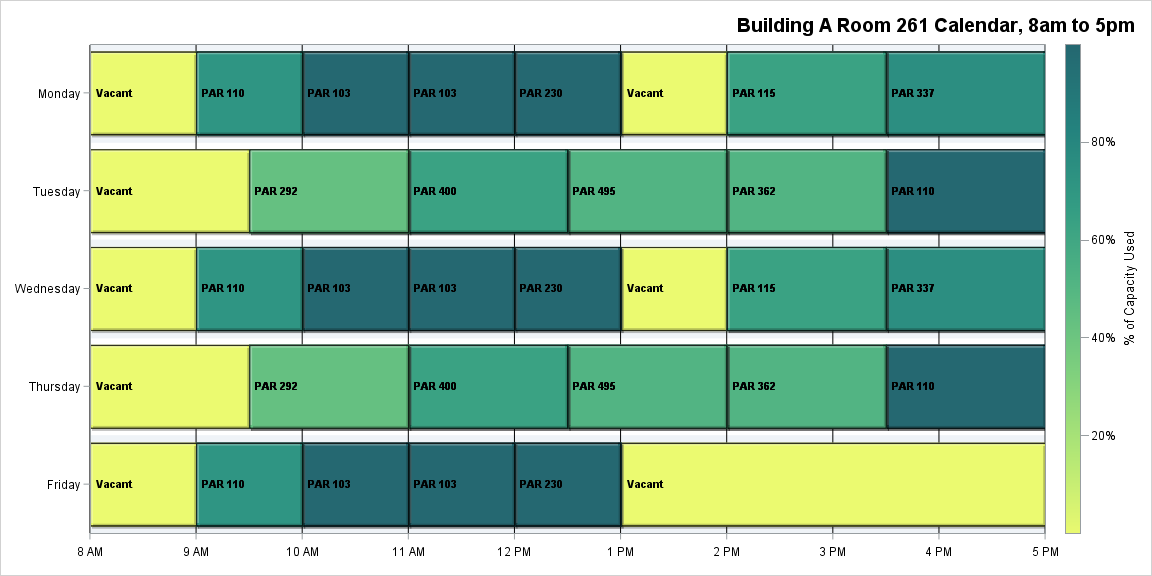 Building A Room 261 Calendar, 8am to 5pm
Monday Vacant PAR 110 PAR 103 PAR 103 PAR 230 Vacant PAR 115 PAR 337
Tuesday Vacant PAR 292 PAR 400 PAR 495 PAR 362 PAR 110
Wednesday Vacant PAR 110 PAR 103 PAR 103 PAR 230 Vacant PAR 115 PAR 337
Thursday Vacant PAR 292 PAR 400 PAR 495 PAR 362 PAR 110
Friday Vacant PAR 110 PAR 103 PAR 103 PAR 230 Vacant
8 AM 9 AM 10 AM 11 AM 12 PM 1 PM 2 PM 3 PM 4 PM 5 PM
80%
60%
40%
20%
% of Capacity Used